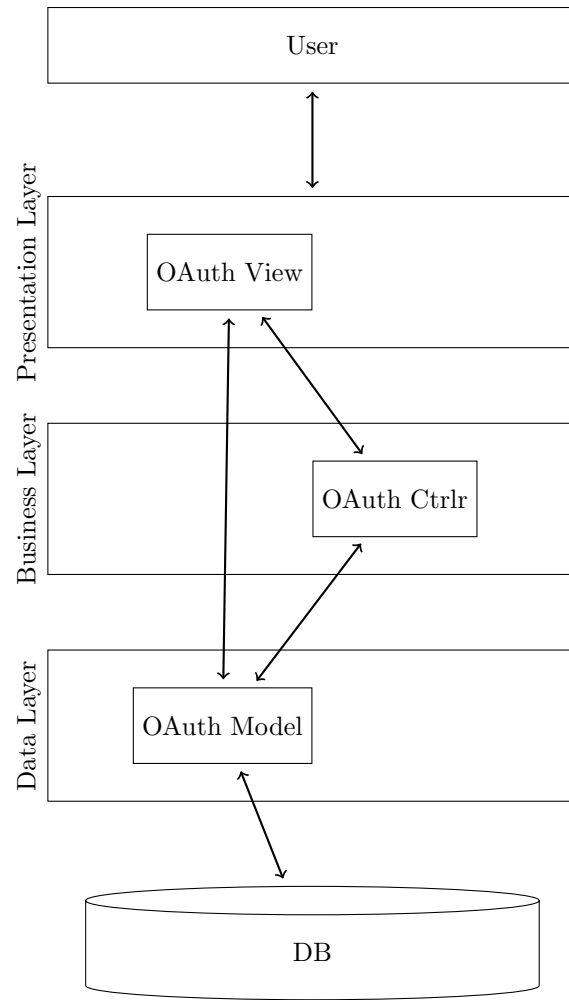 User
Presentation Layer
OAuth View
Business Layer
OAuth Ctrlr
Data Layer
OAuth Model
DB